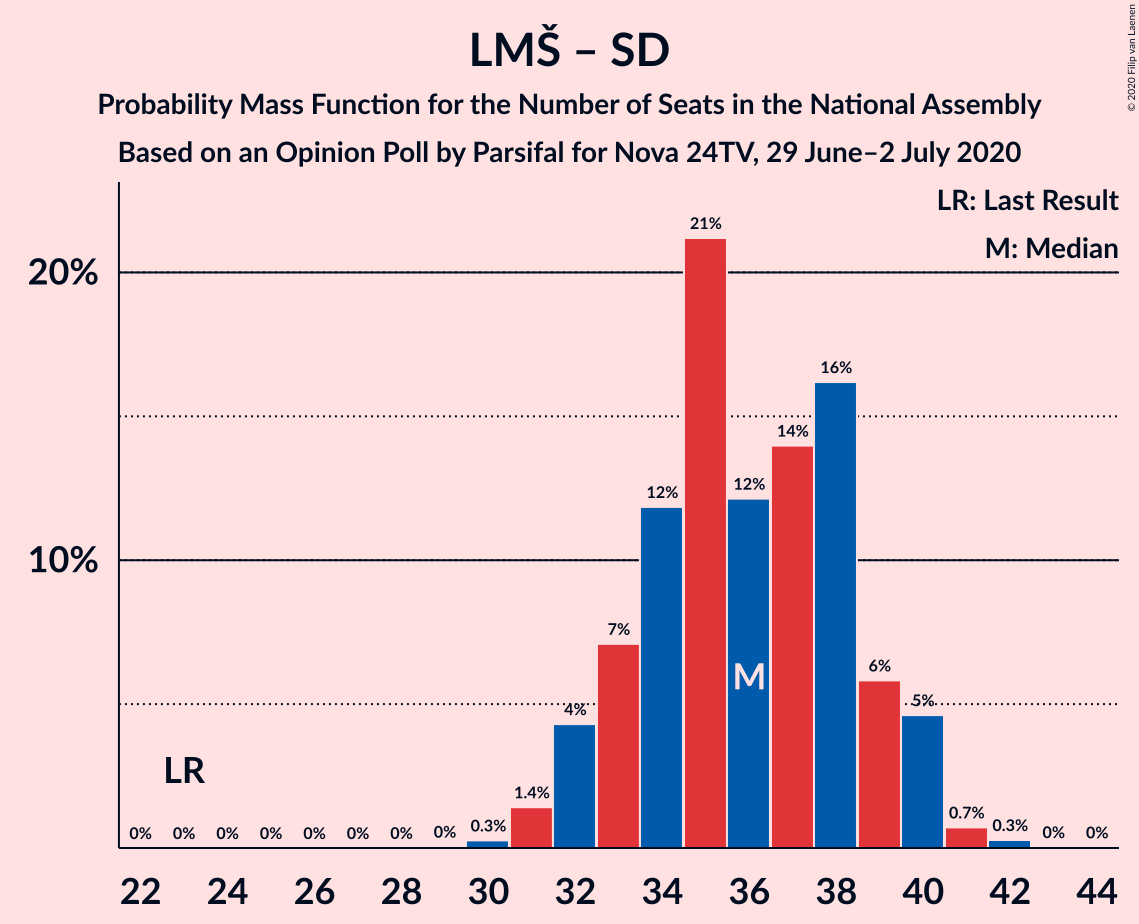 LMŠ – SD
Probability Mass Function for the Number of Seats in the National Assembly
Based on an Opinion Poll by Parsifal for Nova 24TV, 29 June–2 July 2020
© 2020 Filip van Laenen
LR: Last Result
M: Median
20%
10%
21%
16%
14%
12%
12%
7%
6%
5%
4%
M
LR
0% 0% 0% 0% 0% 0% 0% 0% 0.3% 1.4% 0.7% 0.3% 0% 0%
22 24 26 28 30 32 34 36 38 40 42 44